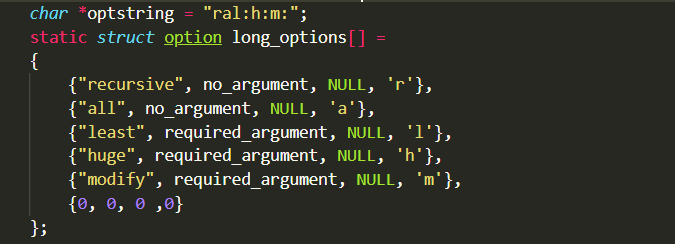 char *optstring = "ral:h:m:";
static struct option long_options[] =
{
    {"recursive", no_argument, NULL, 'r'},
    {"all", no_argument, NULL, 'a'},
    {"least", required_argument, NULL, 'l'},
    {"huge", required_argument, NULL, 'h'},
    {"modify", required_argument, NULL, 'm'},
    {0, 0, 0 ,0}
};